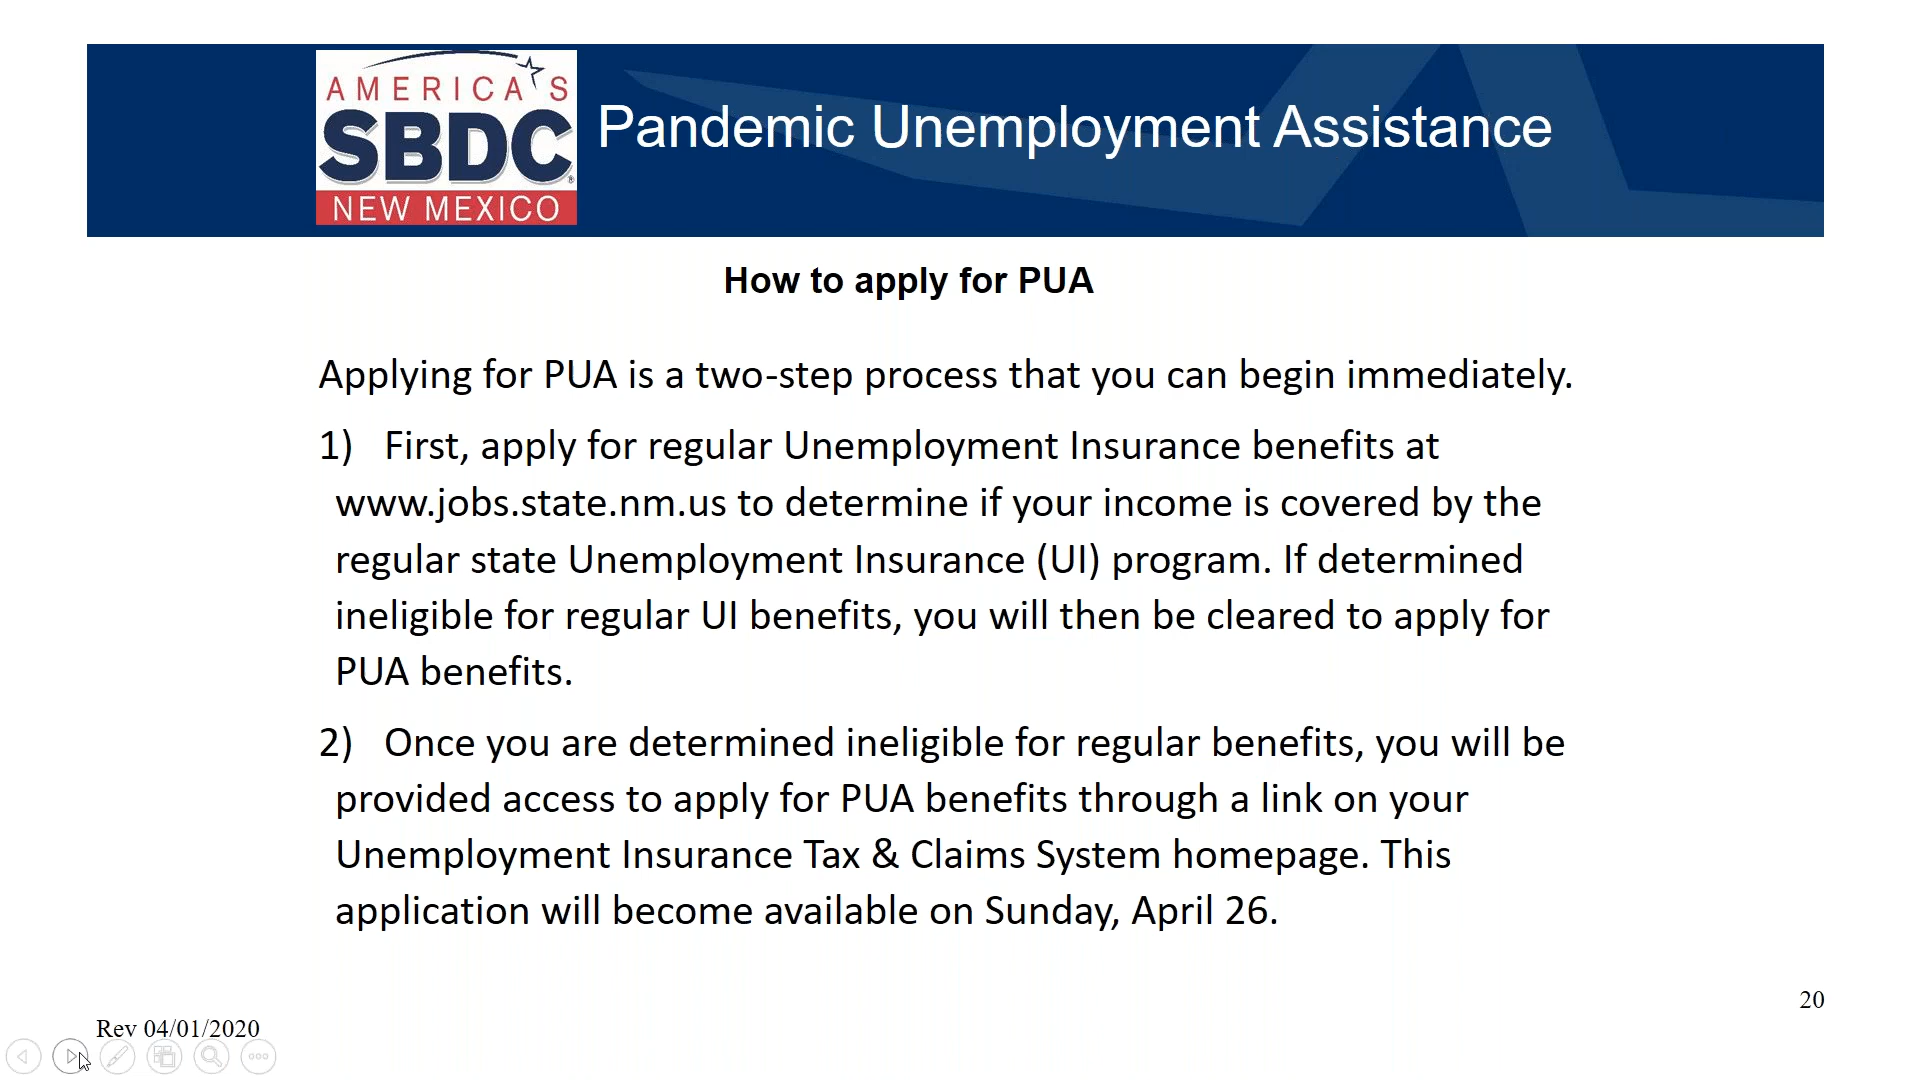 AMERICA'S
SBDC®
NEW MEXICO
Pandemic Unemployment Assistance
How to apply for PUA
Applying for PUA is a two-step process that you can begin immediately.
1) First, apply for regular Unemployment Insurance benefits at
www.jobs.state.nm.us to determine if your income is covered by the
regular state Unemployment Insurance (UI) program. If determined
ineligible for regular UI benefits, you will then be cleared to apply for
PUA benefits.
2) Once you are determined ineligible for regular benefits, you will be
provided access to apply for PUA benefits through a link on your
Unemployment Insurance Tax & Claims System homepage. This
application will become available on Sunday, April 26.
20
Rev 04/01/2020